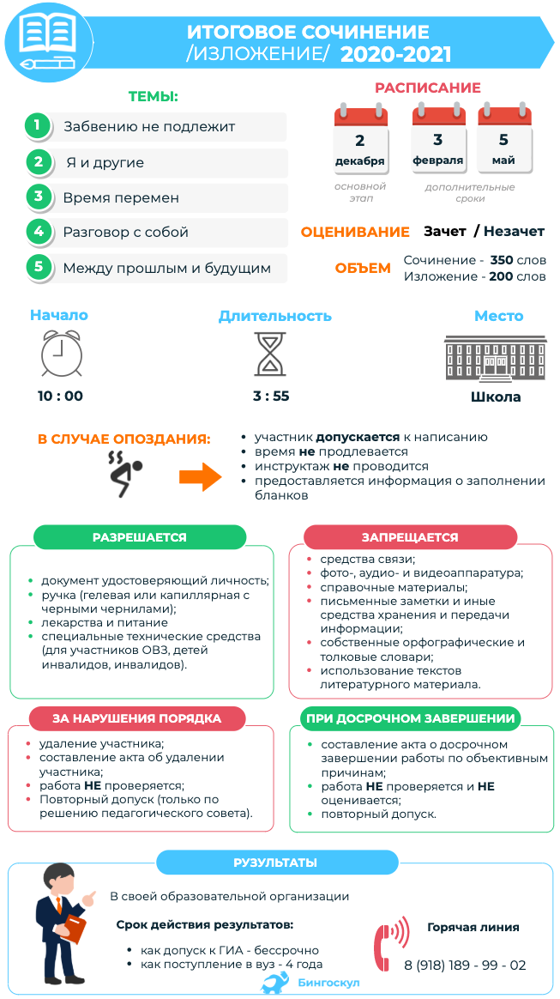 ИТОГОВОЕ СОЧИНЕНИЕ
/ИЗЛОЖЕНИЕ/ 2020-2021
ТЕМЫ:
1 Забвению не подлежит
2 Я и другие
3 Время перемен
4 Разговор с собой
5 Между прошлым и будущим
РАСПИСАНИЕ
2 декабря
3 февраля
5 май
основной
этап
дополнительные
сроки
ОЦЕНИВАНИЕ Зачет / Незачет
ОБЪЕМ
Сочинение - 350 слов
Изложение - 200 слов
Начало
10 : 00
Длительность
3 : 55
Место
Школа
В СЛУЧАЕ ОПОЗДАНИЯ:
• участник допускается к написанию
• время не продлевается
• инструктаж не проводится
• предоставляется информация о заполнении
бланков
РАЗРЕШАЕТСЯ
• документ удостоверяющий личность;
• ручка (гелевая или капиллярная с
черными чернилами);
• лекарства и питание
• специальные технические средства
(для участников ОВЗ, детей
инвалидов, инвалидов).
ЗАПРЕЩАЕТСЯ
• средства связи;
• фото-, аудио- и видеоаппаратура;
• справочные материалы;
• письменные заметки и иные
средства хранения и передачи
информации;
• собственные орфографические и
толковые словари;
• использование текстов
литературного материала.
ЗА НАРУШЕНИЯ ПОРЯДКА
• удаление участника;
• составление акта об удалении
участника;
• работа НЕ проверяется;
• Повторный допуск (только по
решению педагогического совета).
ПРИ ДОСРОЧНОМ ЗАВЕРШЕНИИ
• составление акта о досрочном
завершении работы по объективным
причинам;
• работа НЕ проверяется и НЕ
оценивается;
• повторный допуск.
РУЗУЛЬТАТЫ
В своей образовательной организации
Срок действия результатов:
• как допуск к ГИА - бессрочно
• как поступление в вуз - 4 года
Горячая линия
8 (918) 189 - 99 - 02
Бингоскул